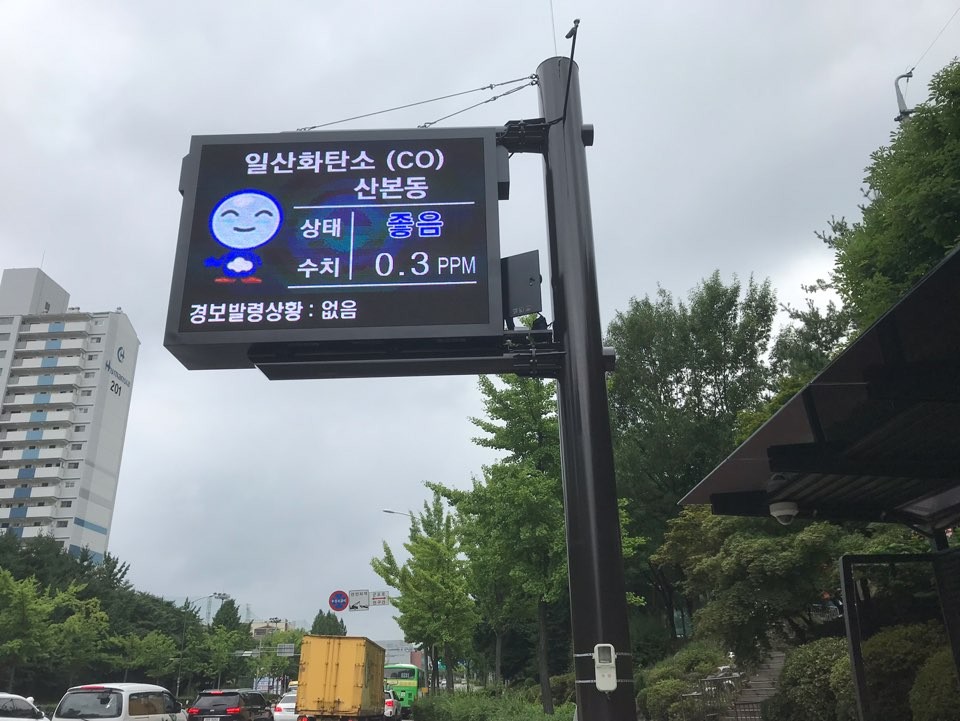 일산화탄소 (CO)
산본동
상태 좋음
수치 0.3 PPM
경보발령상황 : 없음
201